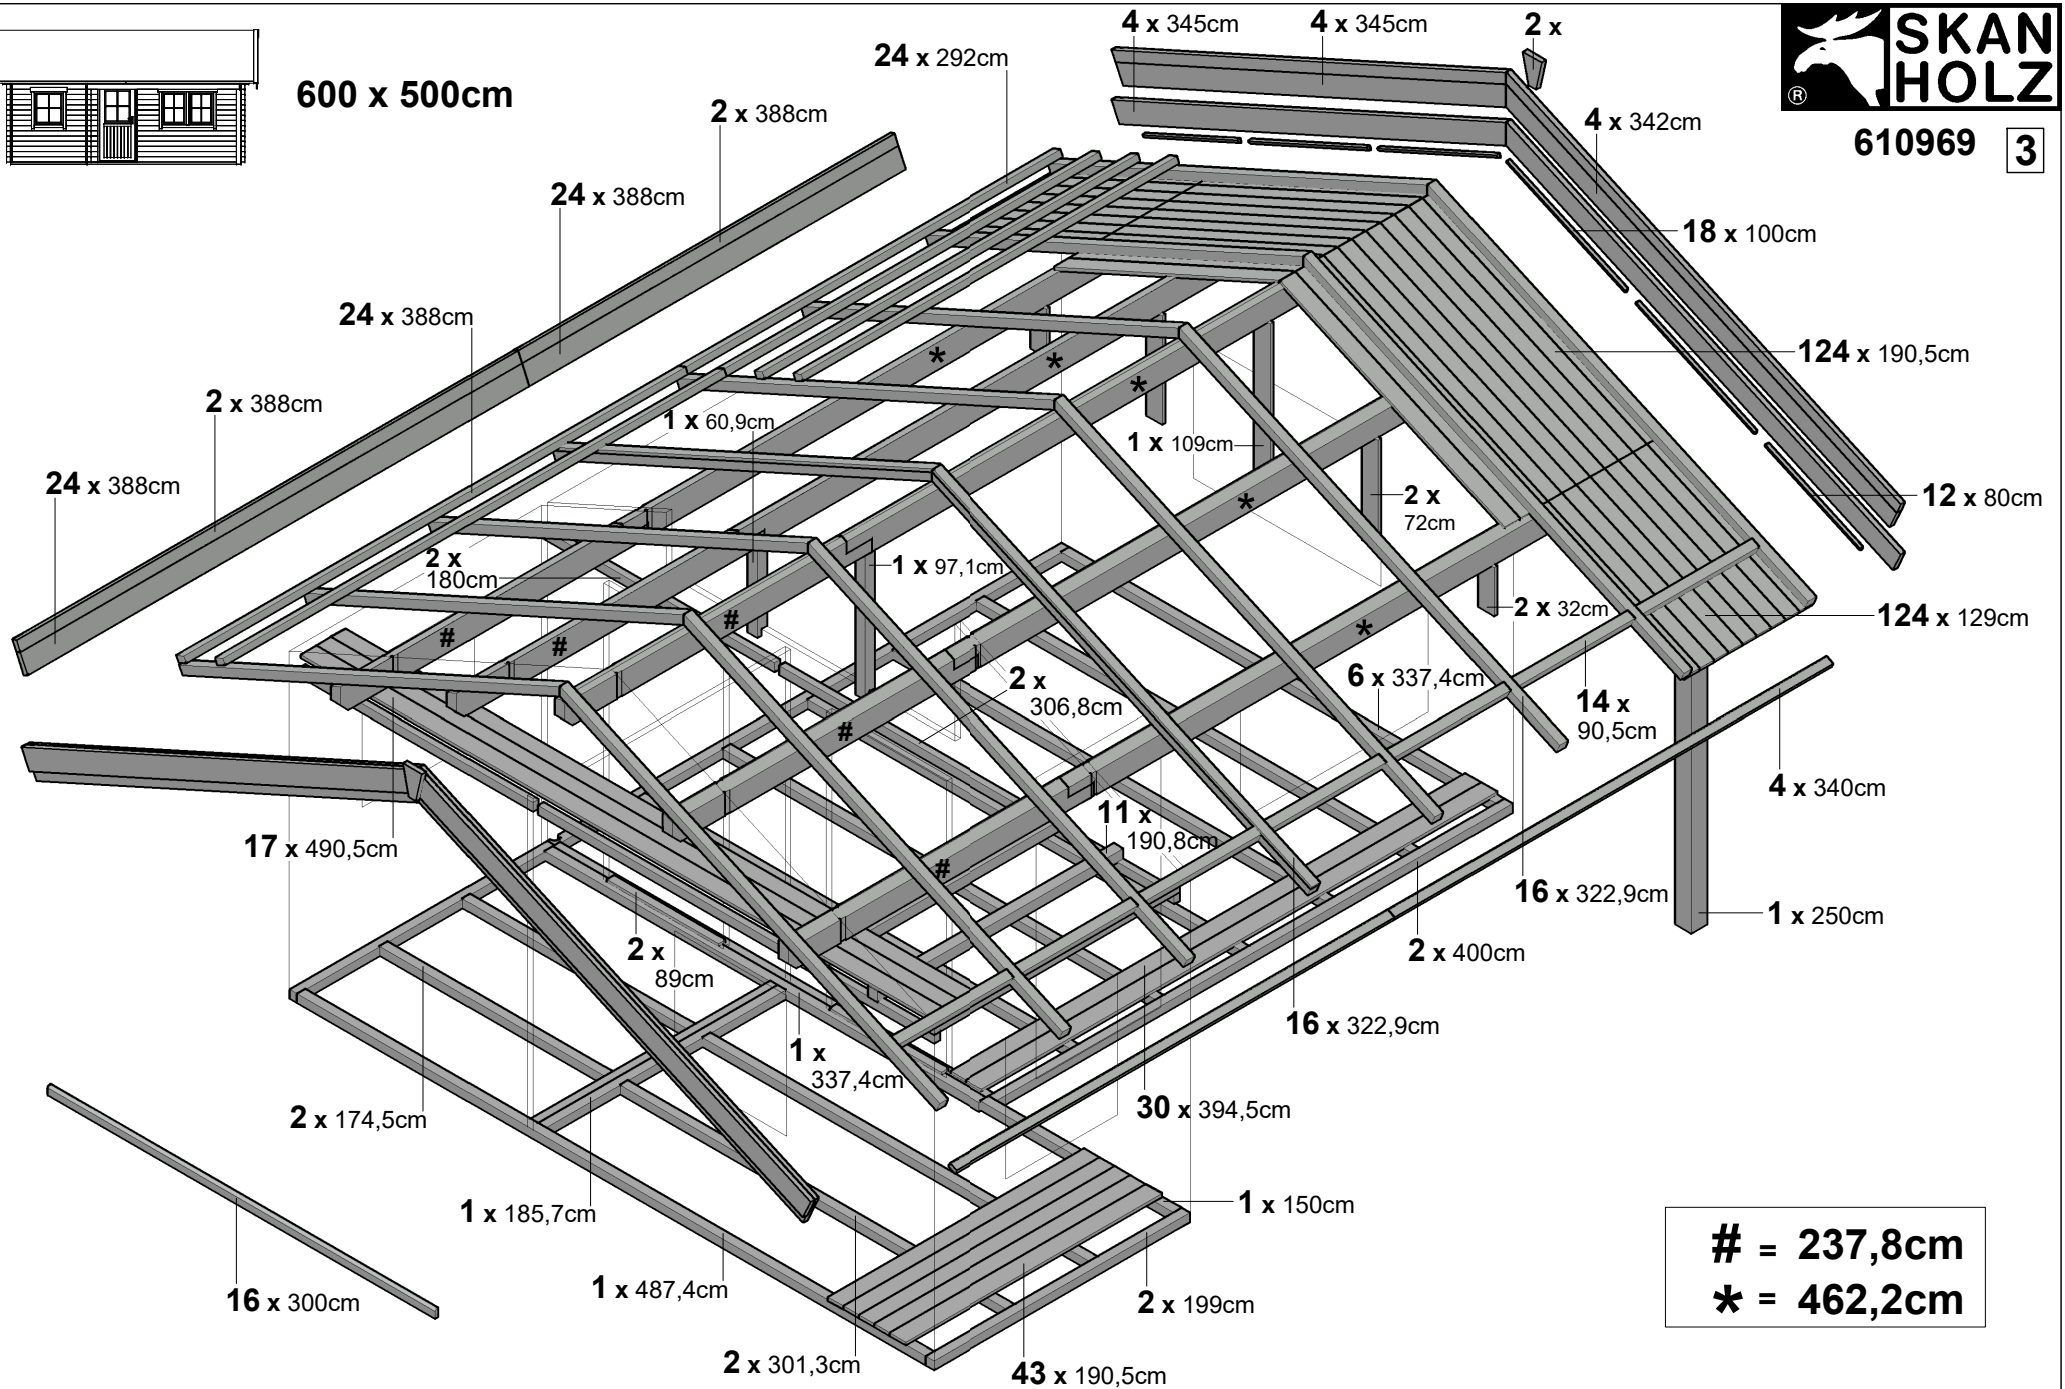 4 x 345cm
4 x 345cm
2 x
SKAN
HOLZ
®
610969
3
600 x 500cm
24 x 292cm
2 x 388cm
4 x 342cm
24 x 388cm
18 x 100cm
24 x 388cm
124 x 190,5cm
2 x 388cm
*
*
*
1 x 60,9cm
1 x 109cm
24 x 388cm
2 x
72cm
12 x 80cm
*
2 x
180cm
1 x 97,1cm
2 x 32cm
124 x 129cm
#
#
#
*
2 x
306,8cm
6 x 337,4cm
14 x
90,5cm
#
4 x 340cm
17 x 490,5cm
11 x
190,8cm
#
16 x 322,9cm
1 x 250cm
2 x
89cm
2 x 400cm
16 x 322,9cm
1 x
337,4cm
2 x 174,5cm
30 x 394,5cm
1 x 185,7cm
1 x 150cm
16 x 300cm
1 x 487,4cm
2 x 199cm
2 x 301,3cm
43 x 190,5cm
# = 237,8cm
* = 462,2cm